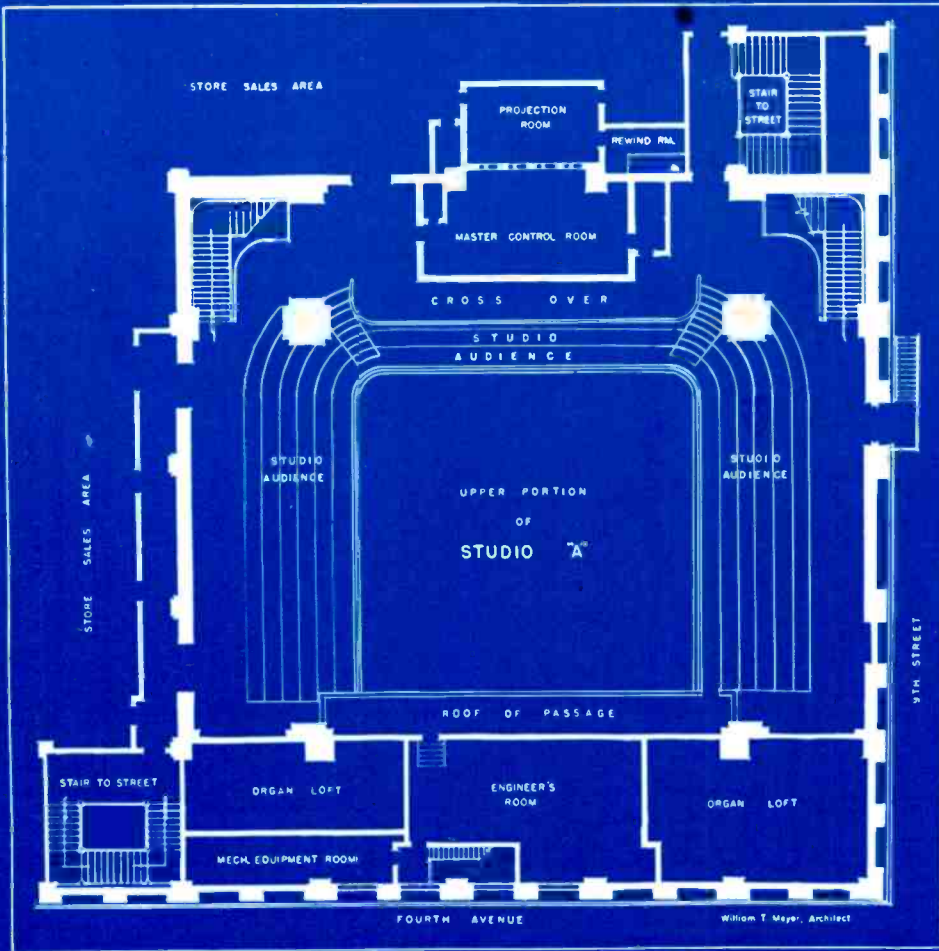 STORE SALES AREA
PROJECTION
ROOM
REWIND RM.
STAIR
TO
STREET
MASTER CONTROL ROOM
CROSS OVER
STUDIO
AUDIENCE
STUDIO
AUDIENCE
STUDIO
AUDIENCE
UPPER PORTION
OF
STUDIO "A"
STORE SALES AREA
9TH STREET
ROOF OF PASSAGE
STAIR TO STREET
ORGAN LOFT
ENGINEER'S
ROOM
ORGAN LOFT
MECH. EQUIPMENT ROOM
FOURTH AVENUE
William T. Meyer, Architect